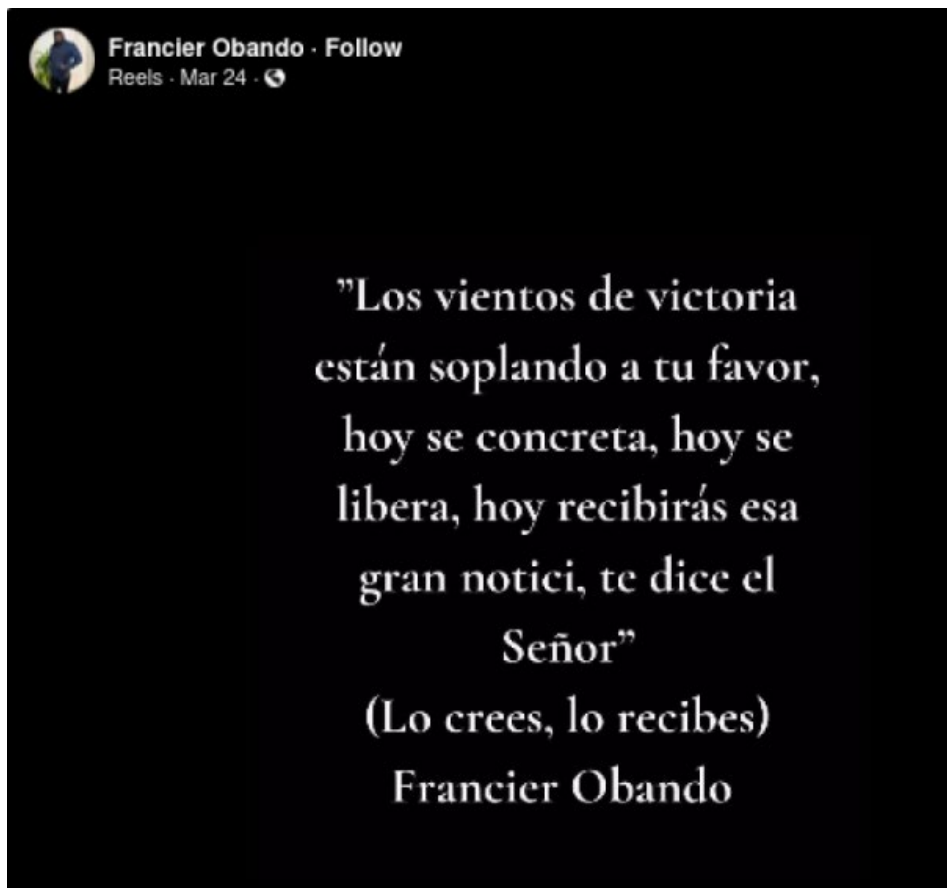 Francier Obando · Follow
Reels · Mar 24 ·
”Los vientos de victoria
están soplando a tu favor,
hoy se concreta, hoy se
libera, hoy recibirás esa
gran notici, te dice el
Señor”
(Lo crees, lo recibes)
Francier Obando